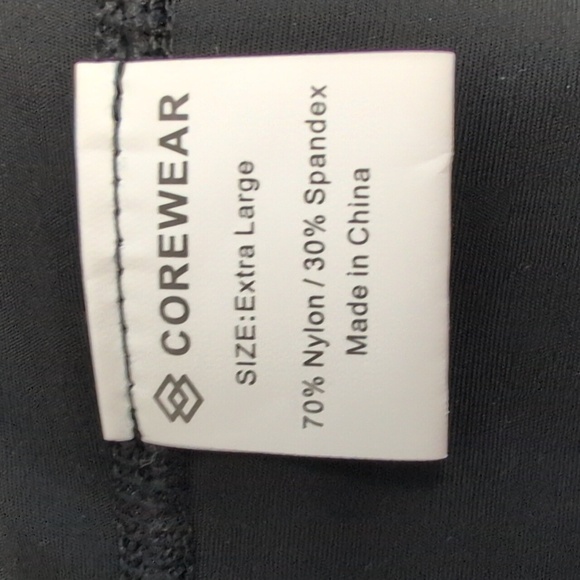 COREWEAR
SIZE:Extra Large
70% Nylon / 30% Spandex
Made in China